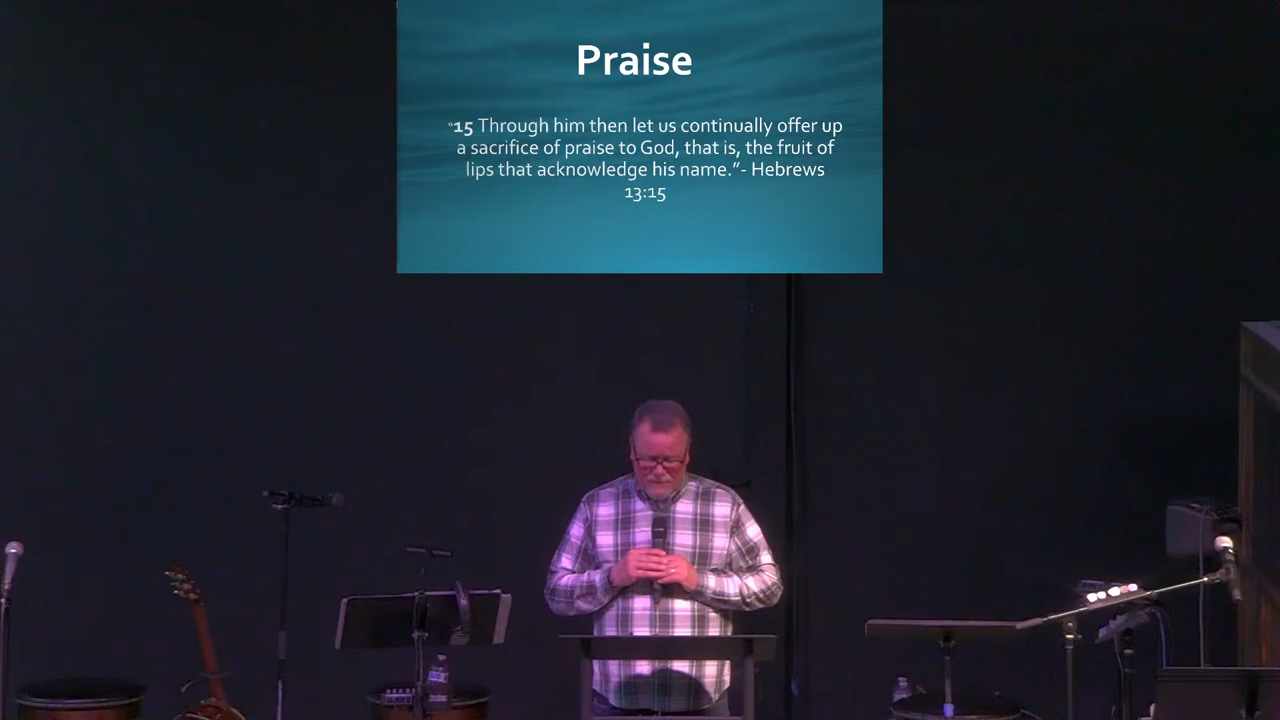 Praise
“15 Through him then let us continually offer up
a sacrifice of praise to God, that is, the fruit of
lips that acknowledge his name.”- Hebrews
13:15